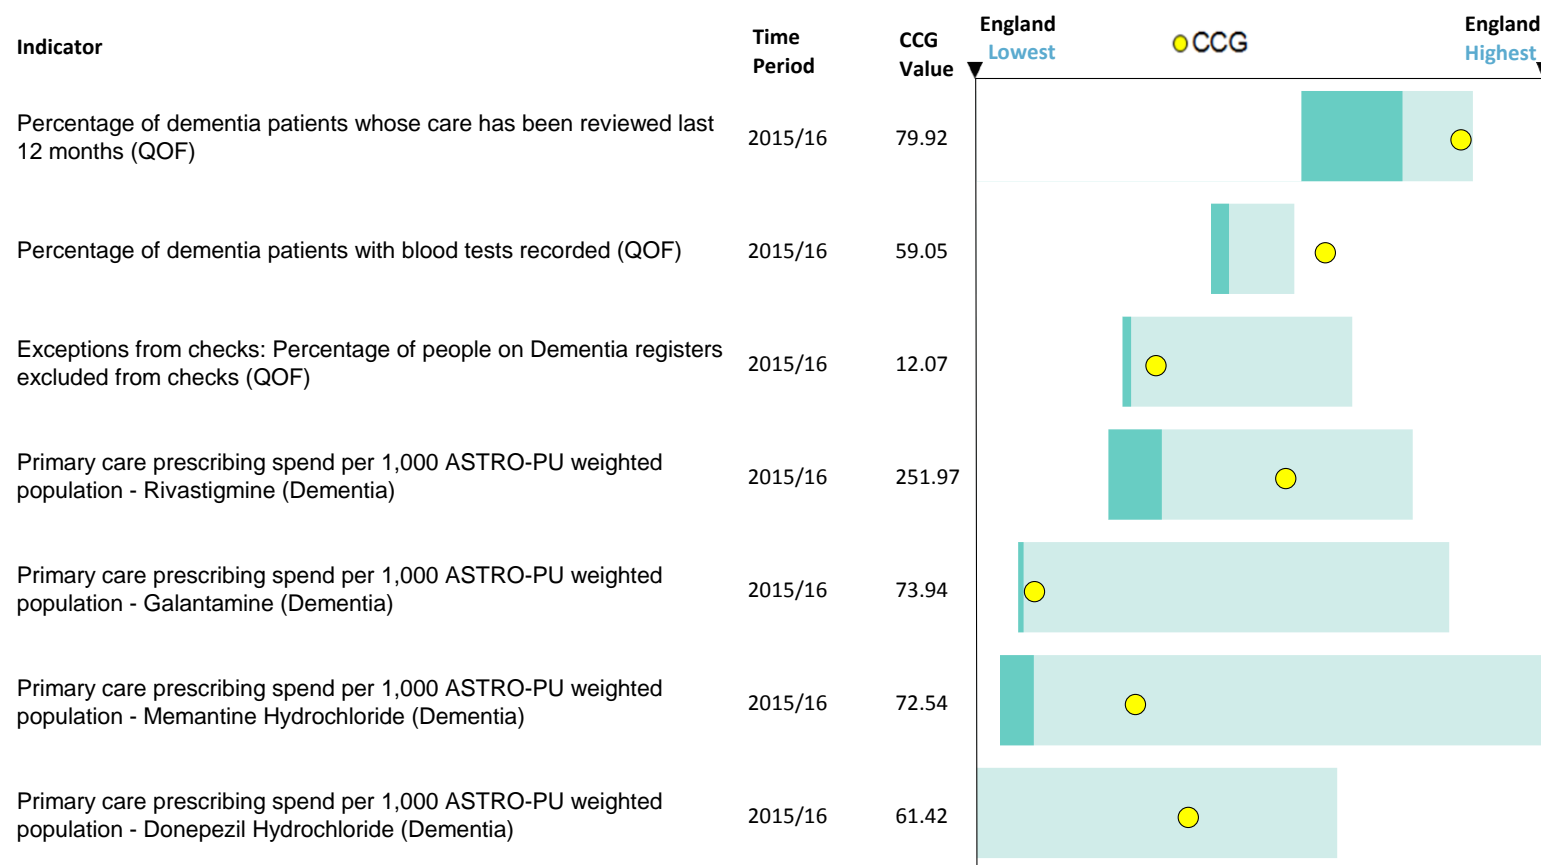 Indicator
Time
Period
CCG
Value
England
Lowest
CCG
England
Highest
Percentage of dementia patients whose care has been reviewed last
12 months (QOF)
2015/16
79.92
Percentage of dementia patients with blood tests recorded (QOF)
2015/16
59.05
Exceptions from checks: Percentage of people on Dementia registers
excluded from checks (QOF)
2015/16
12.07
Primary care prescribing spend per 1,000 ASTRO-PU weighted
population - Rivastigmine (Dementia)
2015/16
251.97
Primary care prescribing spend per 1,000 ASTRO-PU weighted
population - Galantamine (Dementia)
2015/16
73.94
Primary care prescribing spend per 1,000 ASTRO-PU weighted
population - Memantine Hydrochloride (Dementia)
2015/16
72.54
Primary care prescribing spend per 1,000 ASTRO-PU weighted
population - Donepezil Hydrochloride (Dementia)
2015/16
61.42